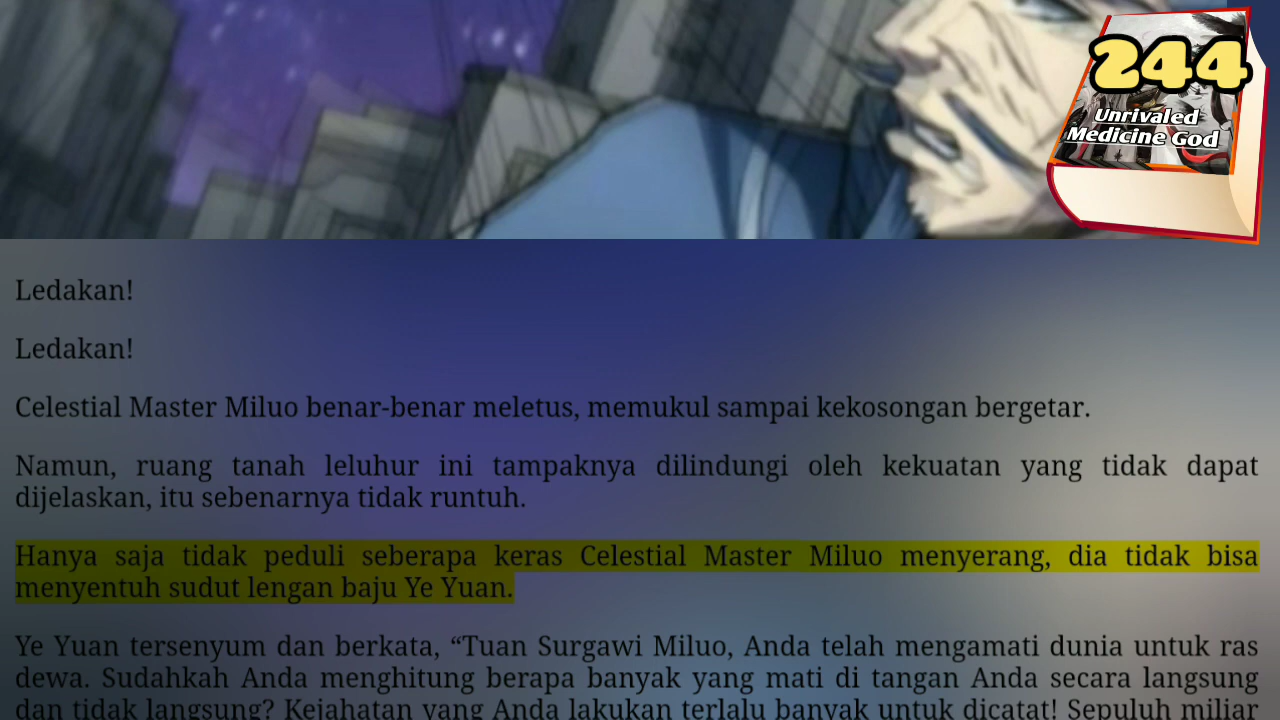 244
Unrivaled
Medicine God
Ledakan!
Ledakan!
Celestial Master Miluo benar-benar meletus, memukul sampai kekosongan bergetar.
Namun, ruang tanah leluhur ini tampaknya dilindungi oleh kekuatan yang tidak dapat
dijelaskan, itu sebenarnya tidak runtuh.
Hanya saja tidak peduli seberapa keras Celestial Master Miluo menyerang, dia tidak bisa
menyentuh sudut lengan baju Ye Yuan.
Ye Yuan tersenyum dan berkata, “Tuan Surgawi Miluo, Anda telah mengamati dunia untuk ras
dewa. Sudahkah Anda menghitung berapa banyak yang mati di tangan Anda secara langsung
dan tidak langsung? Kejahatan yang Anda lakukan terlalu banyak untuk dicatat! Sepuluh miliar